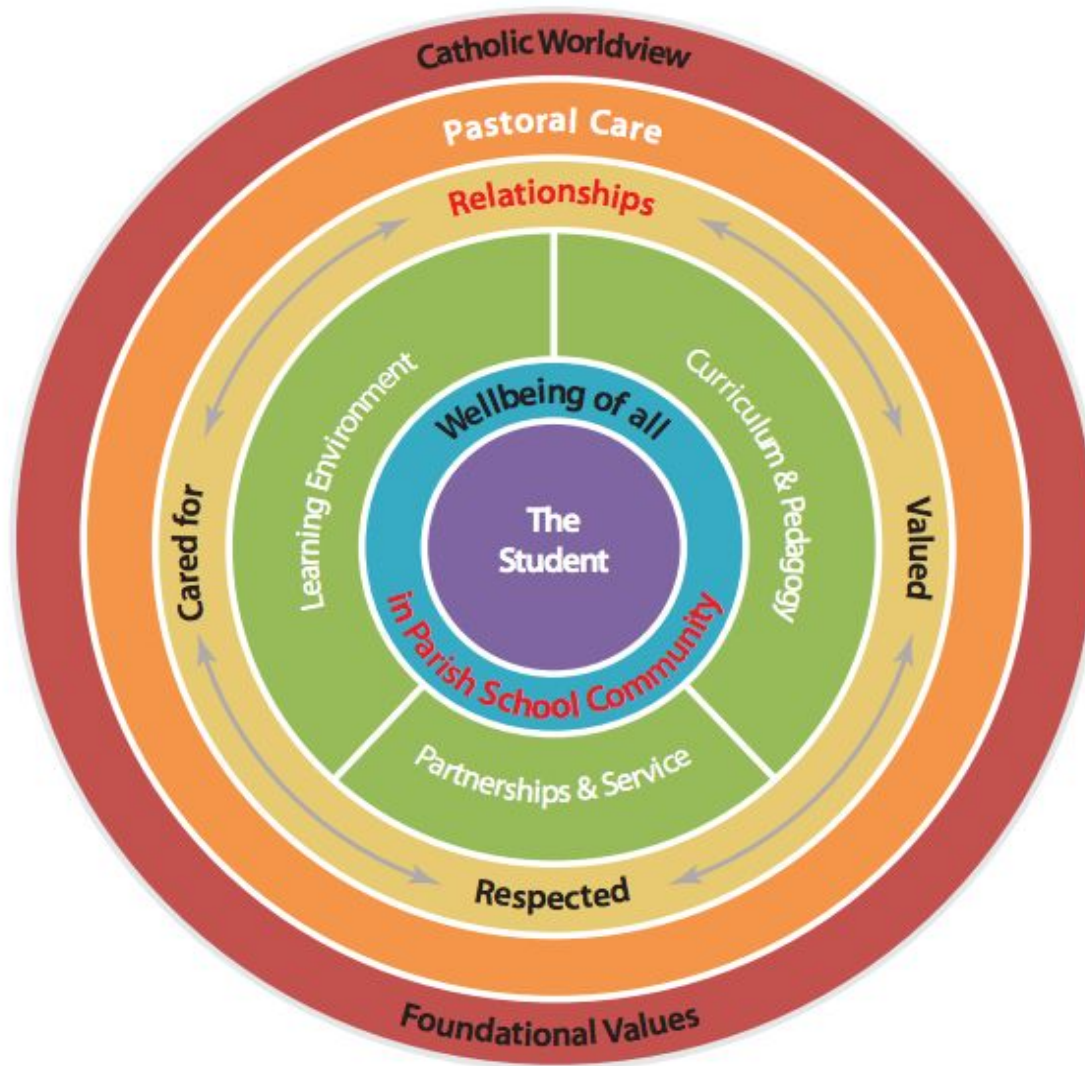 Catholic Worldview
Pastoral Care
Relationships
Learning Environment
Curriculum & Pedagogy
Wellbeing of all
The
Student
in Parish School Community
Cared for
Valued
Partnerships & Service
Respected
Foundational Values